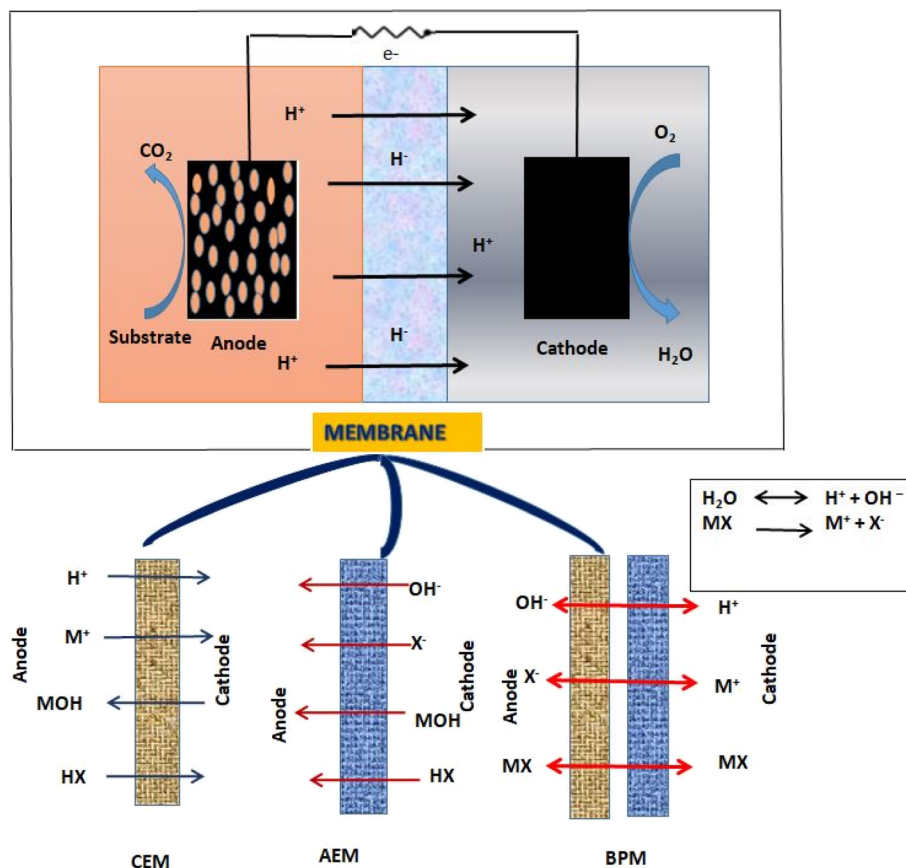 e-
H⁺
O₂
CO₂
H⁻
H⁺
Substrate
Anode
H⁻
Cathode
H₂O
H⁺
MEMBRANE
H₂O ⟷ H⁺ + OH⁻
MX ⟶ M⁺ + X⁻
H⁺
M⁺
MOH
HX
Anode
Cathode
CEM
OH⁻
X⁻
MOH
HX
Anode
Cathode
AEM
OH⁻
H⁺
X⁻
M⁺
MX
MX
Anode
Cathode
BPM